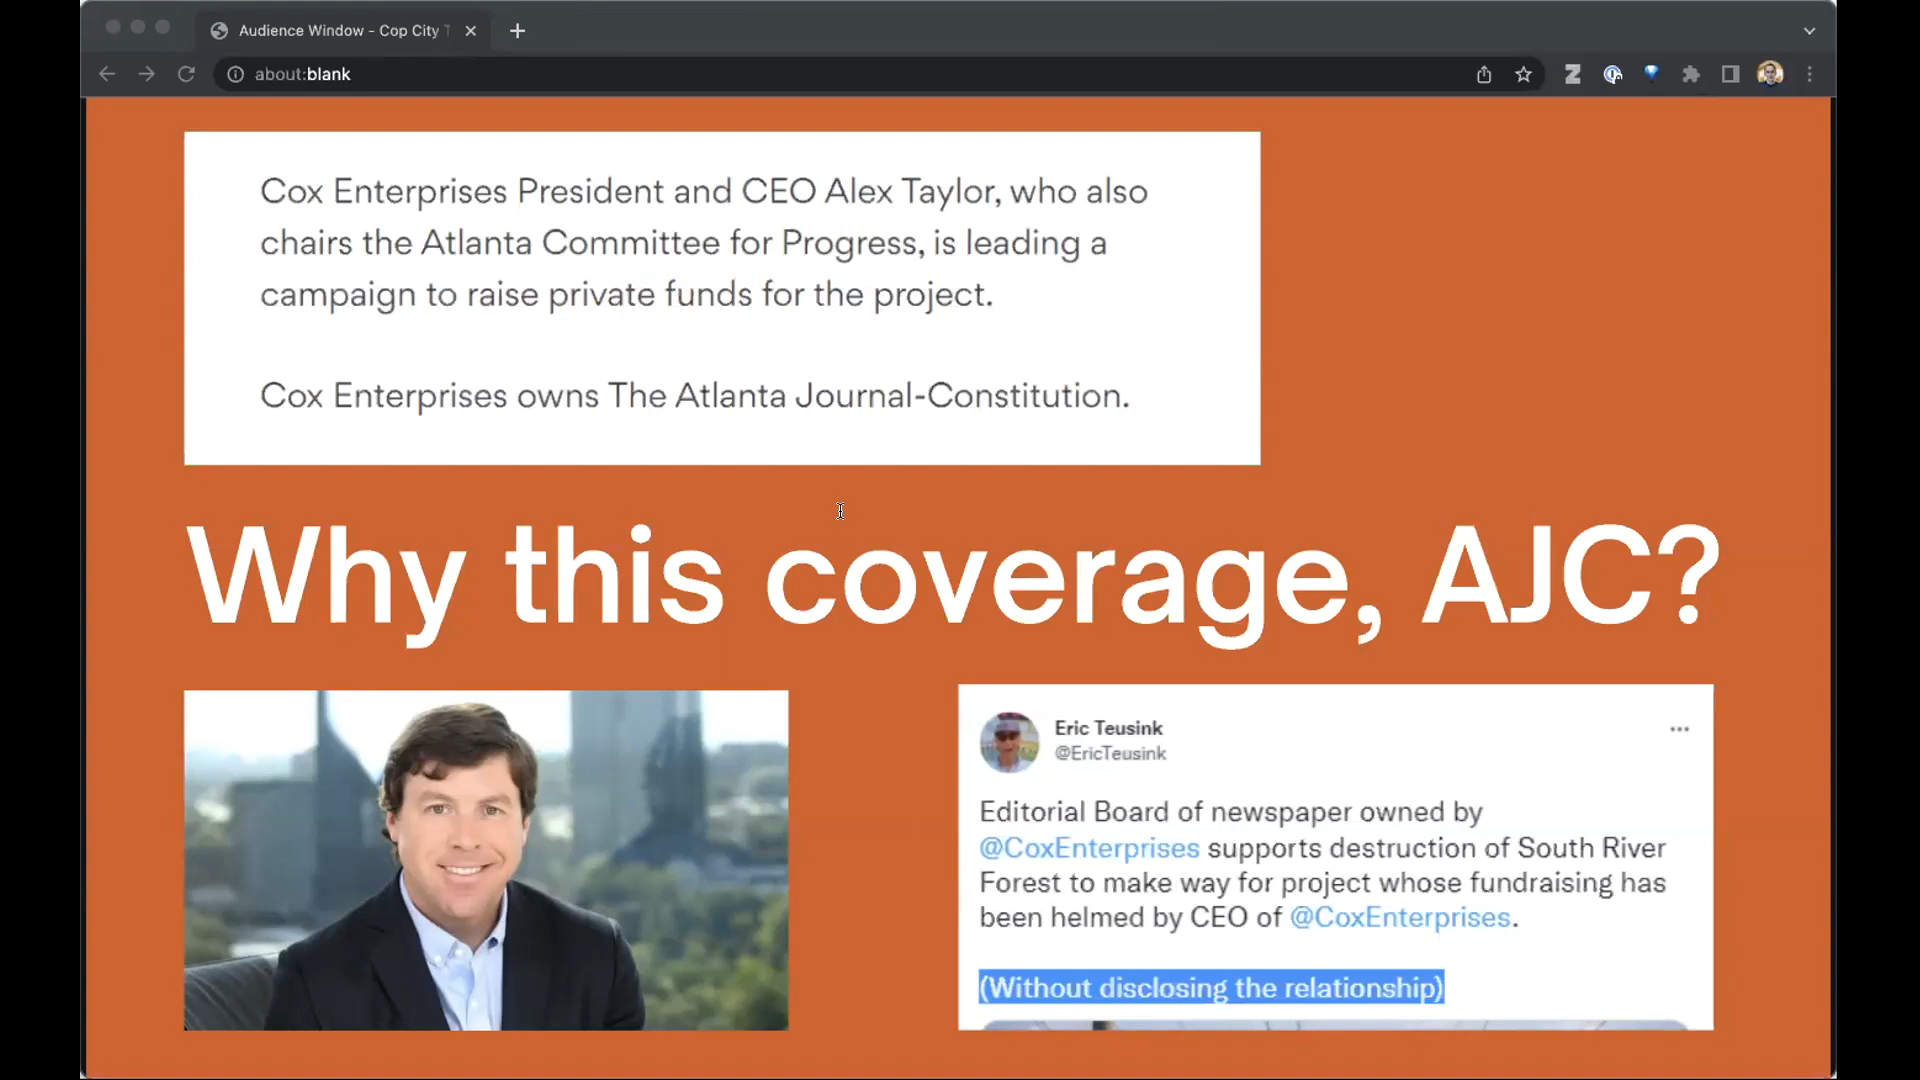 Audience Window - Cop City T
about:blank
Cox Enterprises President and CEO Alex Taylor, who also
chairs the Atlanta Committee for Progress, is leading a
campaign to raise private funds for the project.
Cox Enterprises owns The Atlanta Journal-Constitution.
Why this coverage, AJC?
Eric Teusink
@EricTeusink
Editorial Board of newspaper owned by
@CoxEnterprises supports destruction of South River
Forest to make way for project whose fundraising has
been helmed by CEO of @CoxEnterprises.
(Without disclosing the relationship)